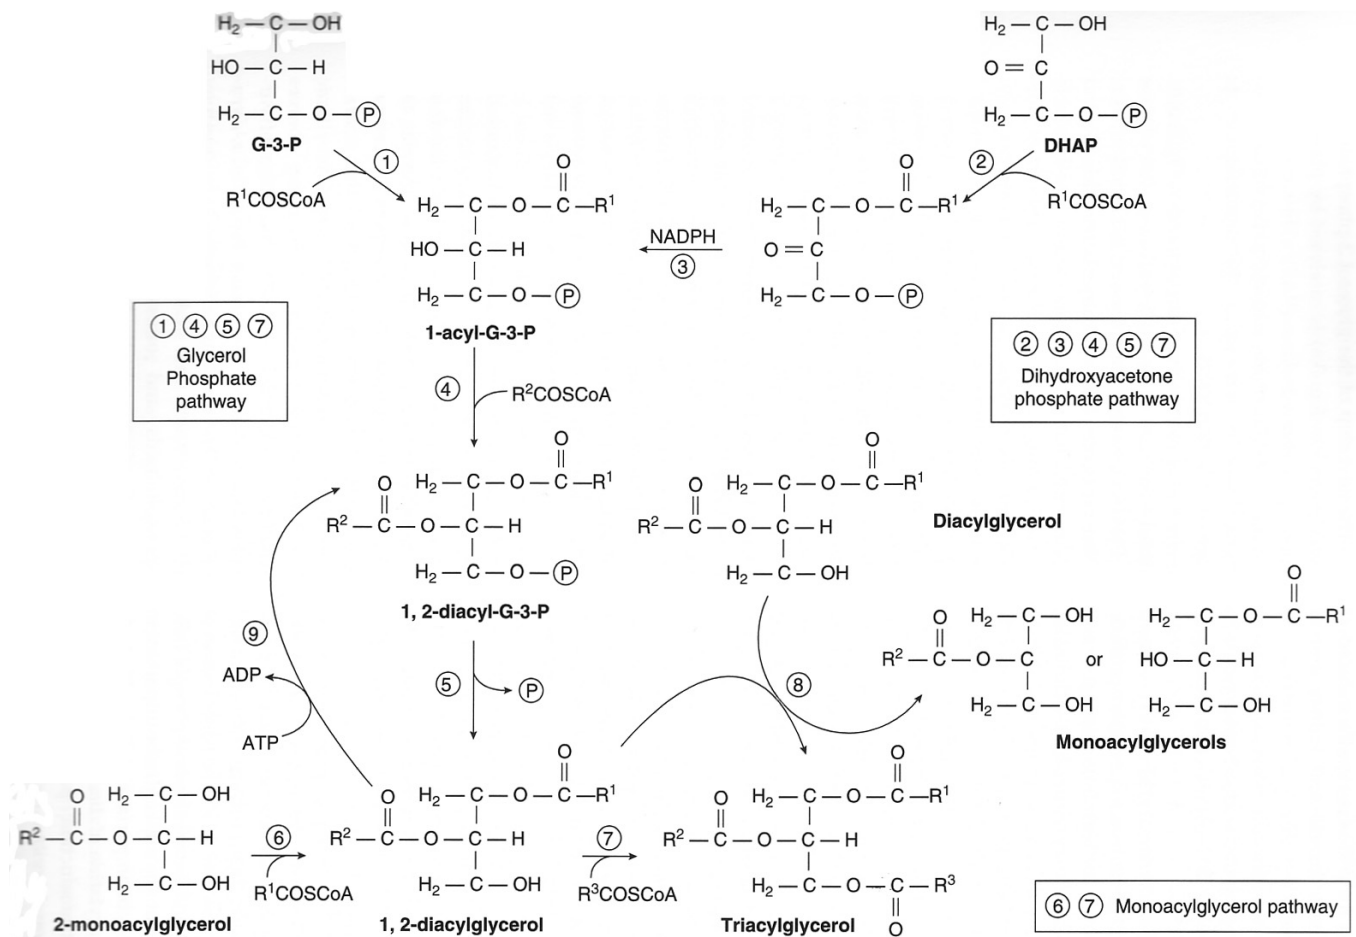 H₂—C—OH
HO—C—H
H₂—C—O—Ⓟ
G-3-P
H₂—C—OH
O=C
H₂—C—O—Ⓟ
DHAP
①
R¹COSCoA
②
R¹COSCoA
O
H₂—C—O—C—R¹
HO—C—H
H₂—C—O—Ⓟ
1-acyl-G-3-P
NADPH
③
O
H₂—C—O—C—R¹
O=C
H₂—C—O—Ⓟ
① ④ ⑤ ⑦
Glycerol
Phosphate
pathway
② ③ ④ ⑤ ⑦
Dihydroxyacetone
phosphate pathway
④
R²COSCoA
O
O H₂—C—O—C—R¹
R²—C—O—C—H
H₂—C—O—Ⓟ
1, 2-diacyl-G-3-P
O
O H₂—C—O—C—R¹
R²—C—O—C—H
H₂—C—OH
Diacylglycerol
⑨
ADP
ATP
⑤
Ⓟ
⑧
O H₂—C—OH
R²—C—O—C
H₂—C—OH
or
O
H₂—C—O—C—R¹
HO—C—H
H₂—C—OH
Monoacylglycerols
O H₂—C—OH
R²—C—O—C—H
H₂—C—OH
2-monoacylglycerol
⑥
R¹COSCoA
O
O H₂—C—O—C—R¹
R²—C—O—C—H
H₂—C—OH
1, 2-diacylglycerol
⑦
R³COSCoA
O
O H₂—C—O—C—R¹
R²—C—O—C—H
H₂—C—O—C—R³
O
Triacylglycerol
⑥ ⑦ Monoacylglycerol pathway